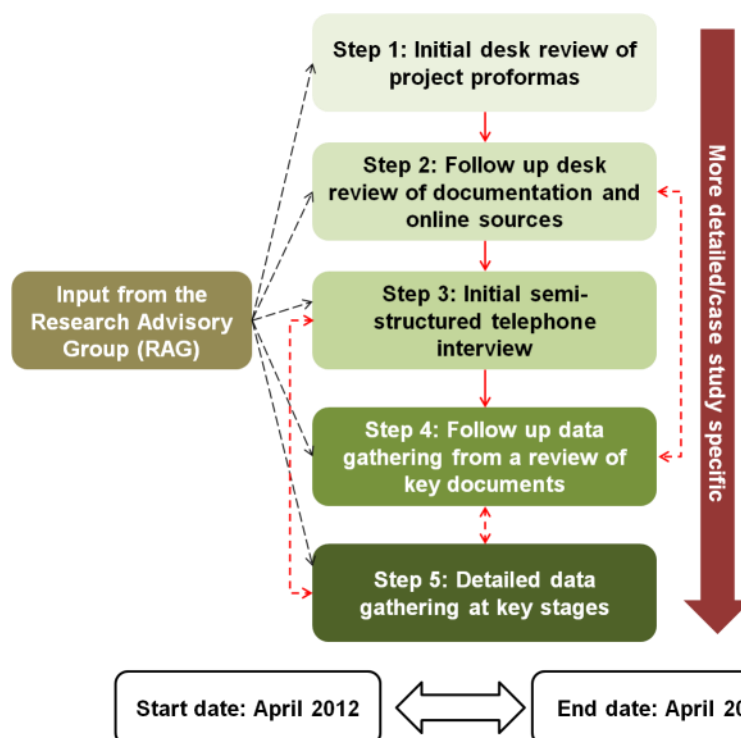 Step 1: Initial desk review of
project proformas
Step 2: Follow up desk
review of documentation and
online sources
Input from the
Research Advisory
Group (RAG)
Step 3: Initial semi-
structured telephone
interview
Step 4: Follow up data
gathering from a review of
key documents
Step 5: Detailed data
gathering at key stages
More detailed/case study specific
Start date: April 2012
End date: April 20